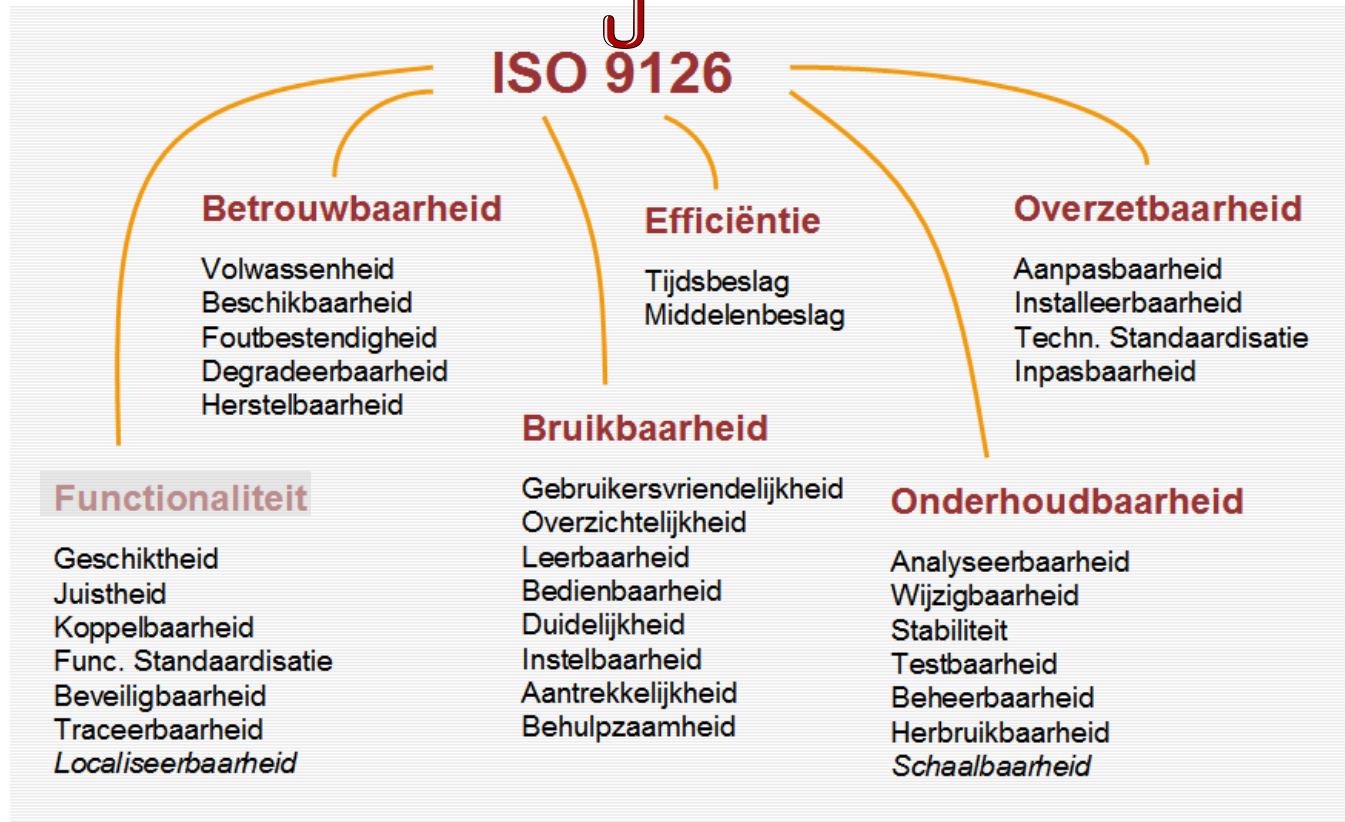 J
ISO 9126
Betrouwbaarheid
Volwassenheid
Beschikbaarheid
Foutbestendigheid
Degradeerbaarheid
Herstelbaarheid
Efficiëntie
Tijdsbeslag
Middelenbeslag
Overzetbaarheid
Aanpasbaarheid
Installeerbaarheid
Techn. Standaardisatie
Inpasbaarheid
Functionaliteit
Geschiktheid
Juistheid
Koppelbaarheid
Func. Standaardisatie
Beveiligbaarheid
Traceerbaarheid
Localiseerbaarheid
Bruikbaarheid
Gebruikersvriendelijkheid
Overzichtelijkheid
Leerbaarheid
Bedienbaarheid
Duidelijkheid
Instelbaarheid
Aantrekkelijkheid
Behulpzaamheid
Onderhoudbaarheid
Analyseerbaarheid
Wijzigbaarheid
Stabiliteit
Testbaarheid
Beheerbaarheid
Herbruikbaarheid
Schaalbaarheid